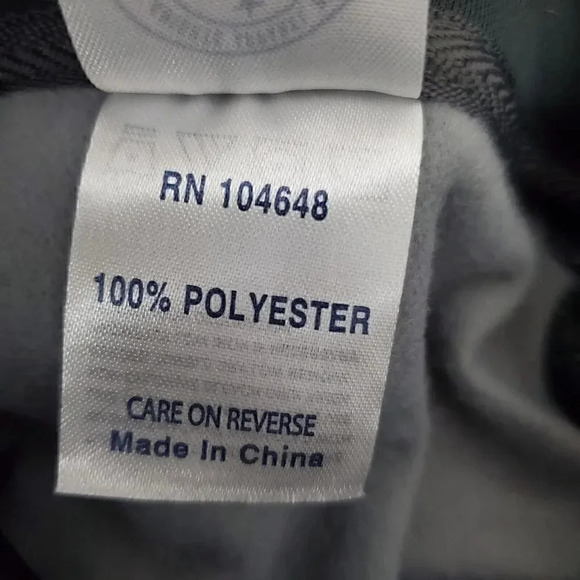 RN 104648
100% POLYESTER
CARE ON REVERSE
Made In China